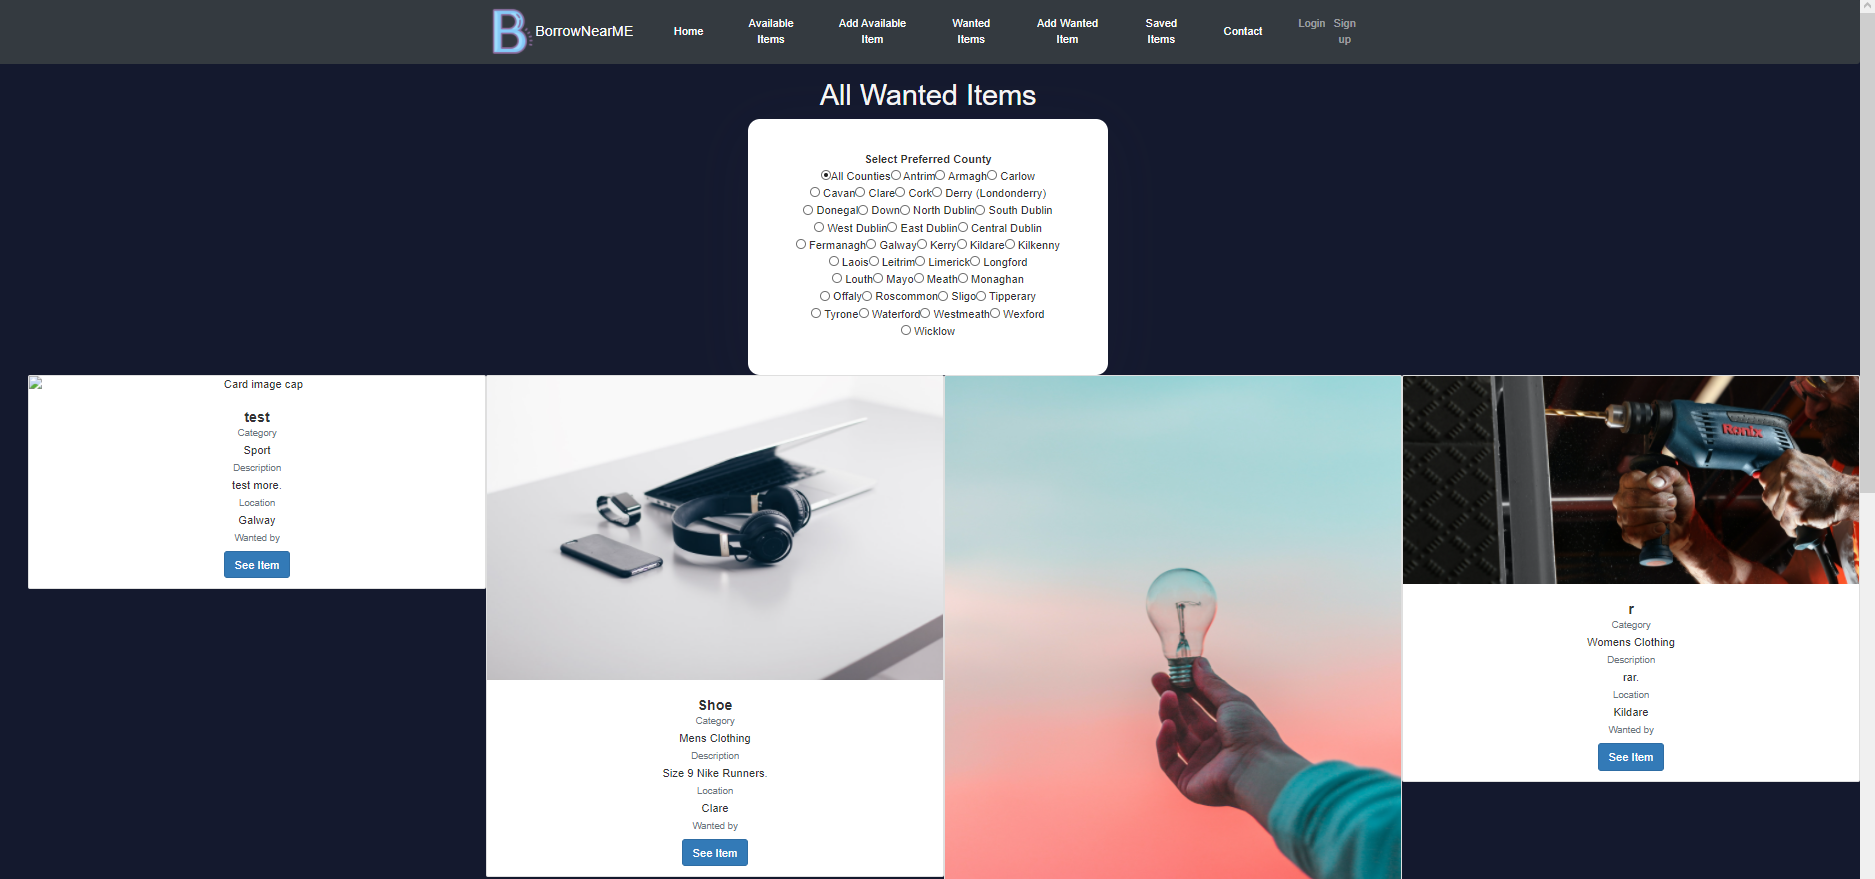 B BorrowNearME Home Available Items Add Available Item Wanted Items Add Wanted Item Saved Items Contact Login Sign up
All Wanted Items
Select Preferred County
All Counties Antrim Armagh Carlow
Cavan Clare Cork Derry (Londonderry)
Donegal Down North Dublin South Dublin
West Dublin East Dublin Central Dublin
Fermanagh Galway Kerry Kildare Kilkenny
Laois Leitrim Limerick Longford
Louth Mayo Meath Monaghan
Offaly Roscommon Sligo Tipperary
Tyrone Waterford Westmeath Wexford
Wicklow
Card image cap
test
Category
Sport
Description
test more.
Location
Galway
Wanted by
See Item
Shoe
Category
Mens Clothing
Description
Size 9 Nike Runners.
Location
Clare
Wanted by
See Item
Ronix
r
Category
Womens Clothing
Description
rar.
Location
Kildare
Wanted by
See Item